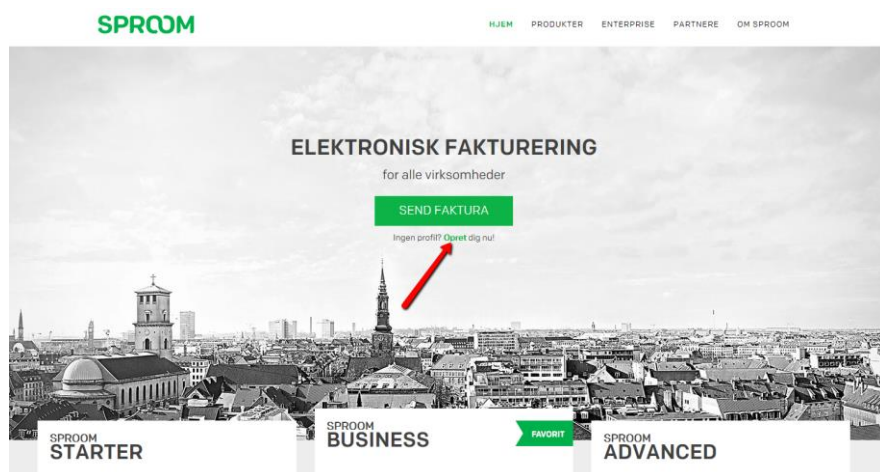 SPROOM
HJEM PRODUKTER ENTERPRISE PARTNERE OM SPROOM
ELEKTRONISK FAKTURERING
for alle virksomheder
SEND FAKTURA
Ingen profil? Opret dig nu!
SPROOM
STARTER
SPROOM
BUSINESS
FAVORIT
SPROOM
ADVANCED